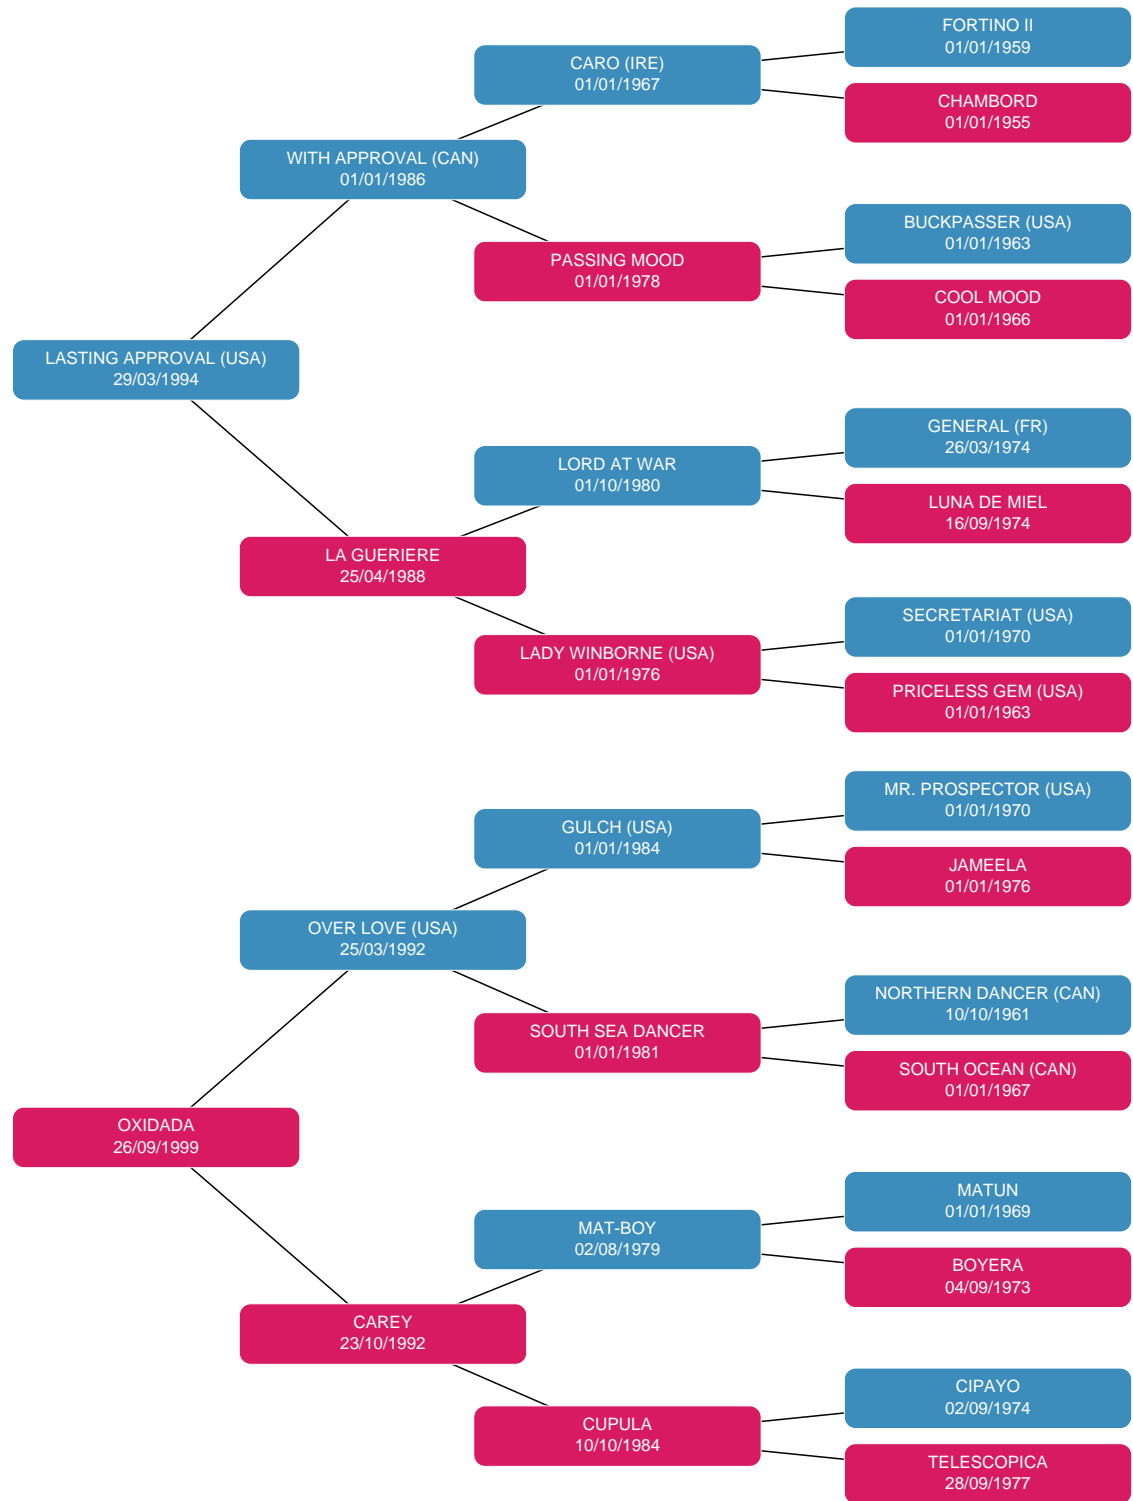 FORTINO II
01/01/1959
CARO (IRE)
01/01/1967
CHAMBORD
01/01/1955
WITH APPROVAL (CAN)
01/01/1986
BUCKPASSER (USA)
01/01/1963
PASSING MOOD
01/01/1978
COOL MOOD
01/01/1966
LASTING APPROVAL (USA)
29/03/1994
GENERAL (FR)
26/03/1974
LORD AT WAR
01/10/1980
LUNA DE MIEL
16/09/1974
LA GUERIERE
25/04/1988
SECRETARIAT (USA)
01/01/1970
LADY WINBORNE (USA)
01/01/1976
PRICELESS GEM (USA)
01/01/1963
MR. PROSPECTOR (USA)
01/01/1970
GULCH (USA)
01/01/1984
JAMEELA
01/01/1976
OVER LOVE (USA)
25/03/1992
NORTHERN DANCER (CAN)
10/10/1961
SOUTH SEA DANCER
01/01/1981
SOUTH OCEAN (CAN)
01/01/1967
OXIDADA
26/09/1999
MATUN
01/01/1969
MAT-BOY
02/08/1979
BOYERA
04/09/1973
CAREY
23/10/1992
CIPAYO
02/09/1974
CUPULA
10/10/1984
TELESCOPICA
28/09/1977